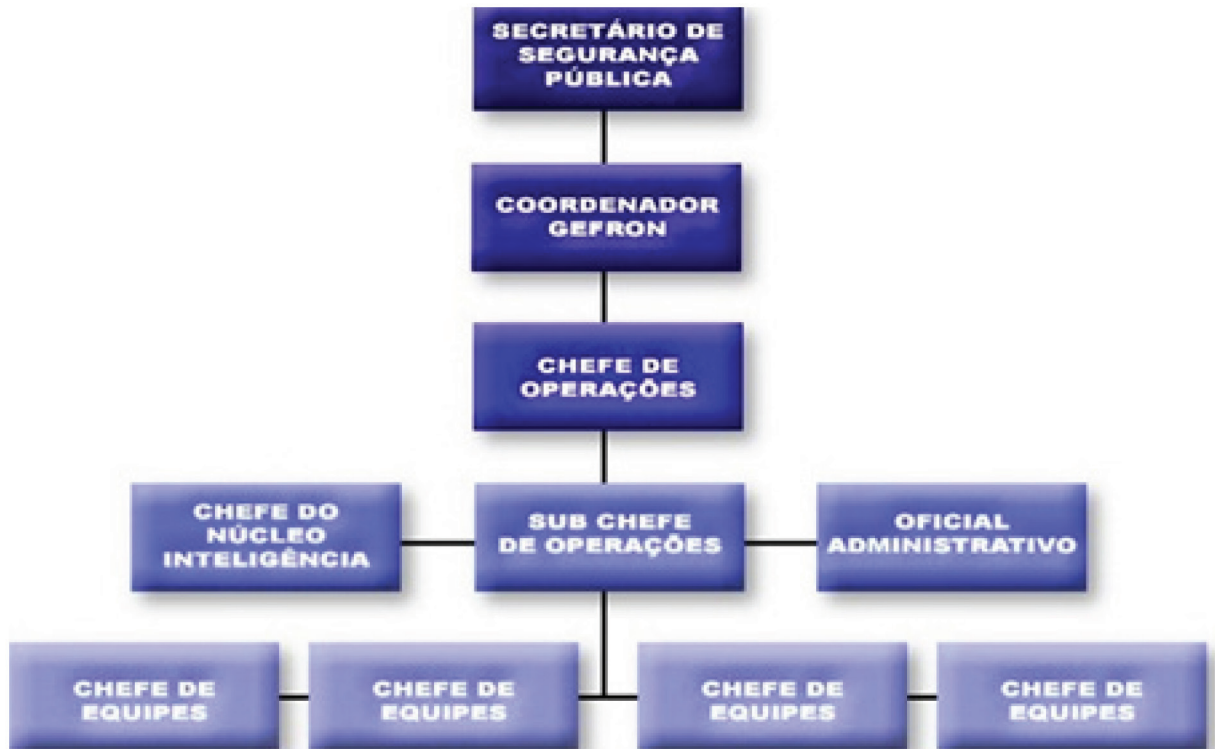 SECRETÁRIO DE
SEGURANÇA
PÚBLICA
COORDENADOR
GEFRON
CHEFE DE
OPERAÇÕES
CHEFE DO
NÚCLEO
INTELIGÊNCIA
SUB CHEFE
DE OPERAÇÕES
OFICIAL
ADMINISTRATIVO
CHEFE DE
EQUIPES
CHEFE DE
EQUIPES
CHEFE DE
EQUIPES
CHEFE DE
EQUIPES